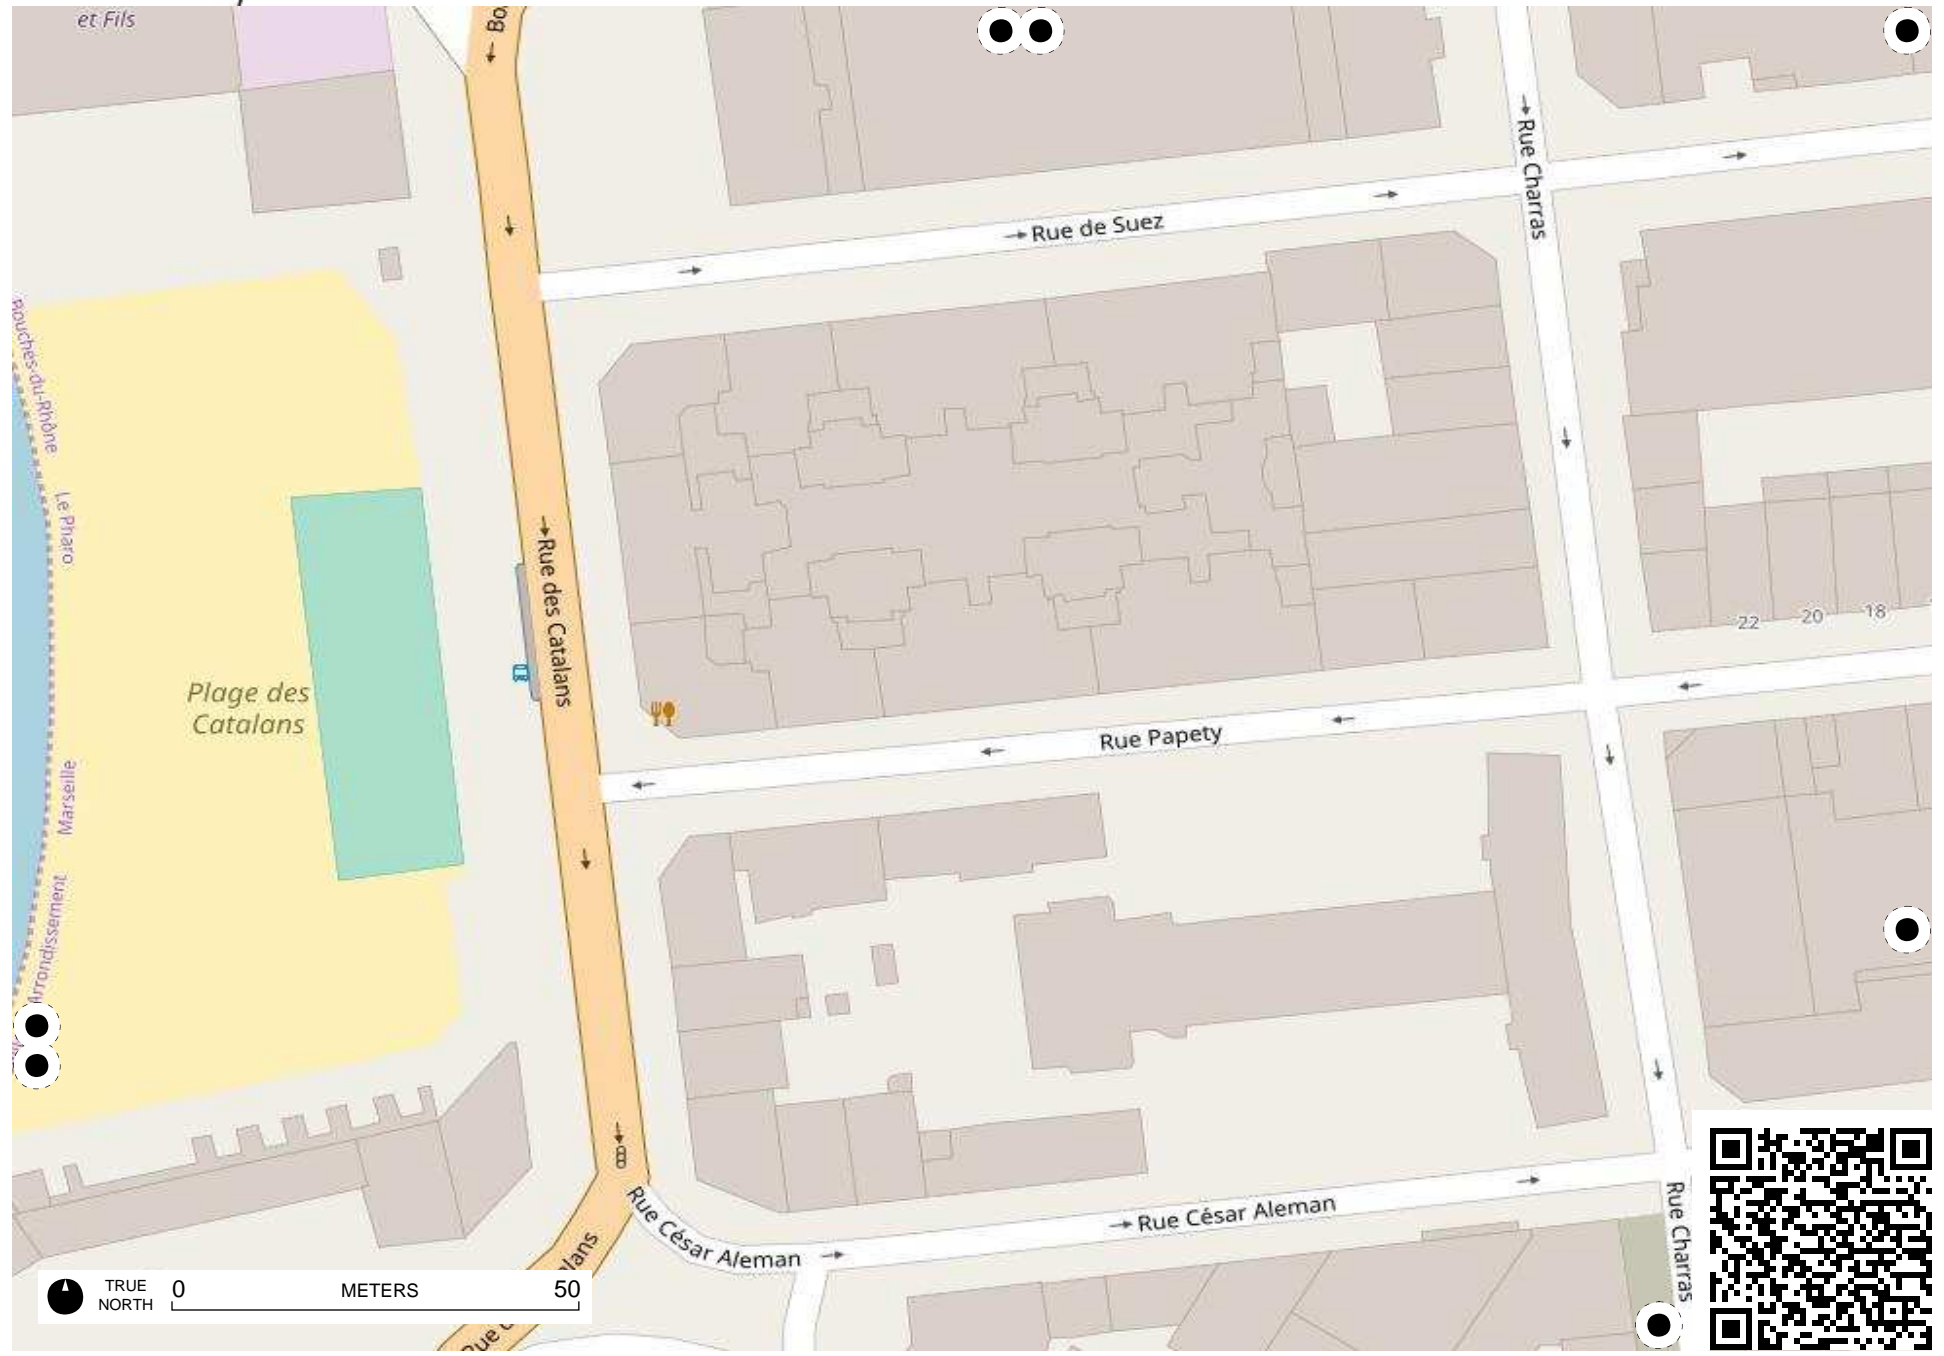 et Fils
→Rue de Suez
→Rue Charras
Bouches-du-Rhône
Le Pharo
→Rue des Catalans
Plage des
Catalans
22
20
18
Rue Papety
Marseille
Arrondissement
Rue César Aleman
→Rue César Aleman
Rue Charras
TRUE
NORTH
0
METERS
50